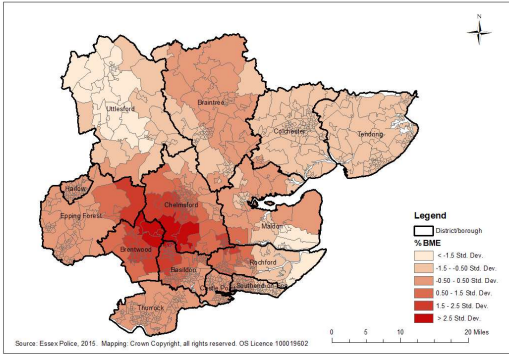 N
Uttlesford
Braintree
Colchester
Tendring
Harlow
Epping Forest
Chelmsford
Maldon
Brentwood
Basildon
Rochford
Castle Point
Southend-on-Sea
Thurrock
Legend
District/borough
% BME
< -1.5 Std. Dev.
-1.5 - -0.50 Std. Dev.
-0.50 - 0.50 Std. Dev.
0.50 - 1.5 Std. Dev.
1.5 - 2.5 Std. Dev.
> 2.5 Std. Dev.
0 5 10 20 Miles
Source: Essex Police, 2015. Mapping: Crown Copyright, all rights reserved. OS Licence 100019602